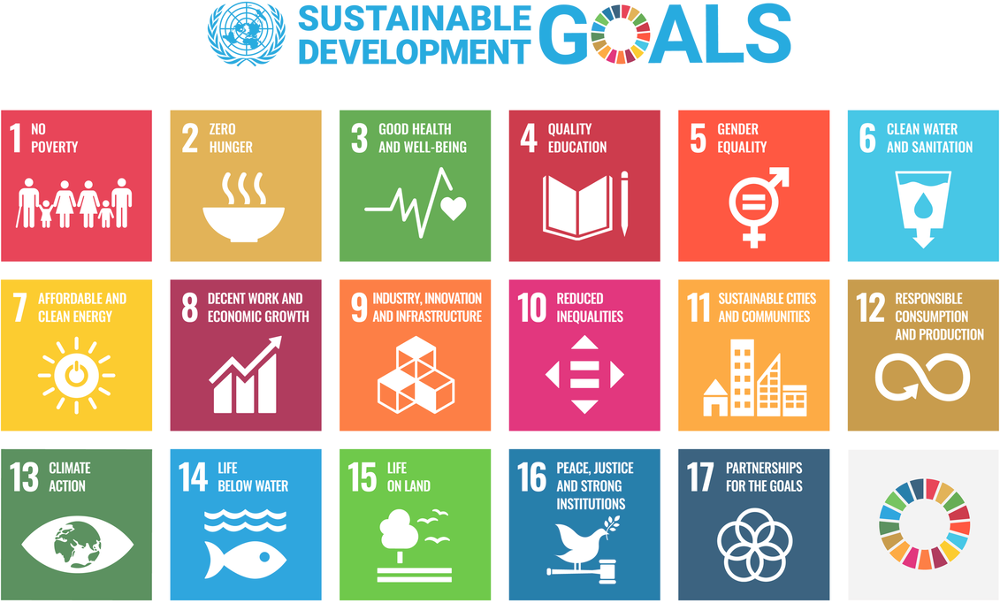 SUSTAINABLE
DEVELOPMENT
GOALS
1 NO
POVERTY
2 ZERO
HUNGER
3 GOOD HEALTH
AND WELL-BEING
4 QUALITY
EDUCATION
5 GENDER
EQUALITY
6 CLEAN WATER
AND SANITATION
7 AFFORDABLE AND
CLEAN ENERGY
8 DECENT WORK AND
ECONOMIC GROWTH
9 INDUSTRY, INNOVATION
AND INFRASTRUCTURE
10 REDUCED
INEQUALITIES
11 SUSTAINABLE CITIES
AND COMMUNITIES
12 RESPONSIBLE
CONSUMPTION
AND PRODUCTION
13 CLIMATE
ACTION
14 LIFE
BELOW WATER
15 LIFE
ON LAND
16 PEACE, JUSTICE
AND STRONG
INSTITUTIONS
17 PARTNERSHIPS
FOR THE GOALS